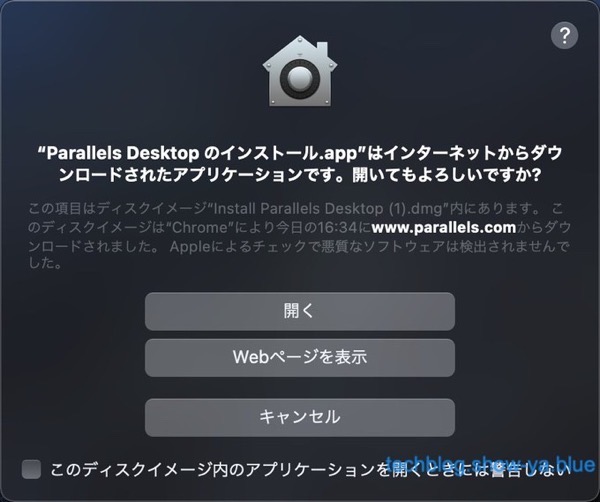 ?
“Parallels Desktop のインストール.app”はインターネットからダウ
ンロードされたアプリケーションです。開いてもよろしいですか?
この項目はディスクイメージ“Install Parallels Desktop (1).dmg”内にあります。 こ
のディスクイメージは“Chrome”により今日の16:34にwww.parallels.comからダウ
ンロードされました。 Appleによるチェックで悪質なソフトウェアは検出されませんで
した。
開く
Webページを表示
キャンセル
このディスクイメージ内のアプリケーションを開くときには警告しない
techblog.show-ya.blue